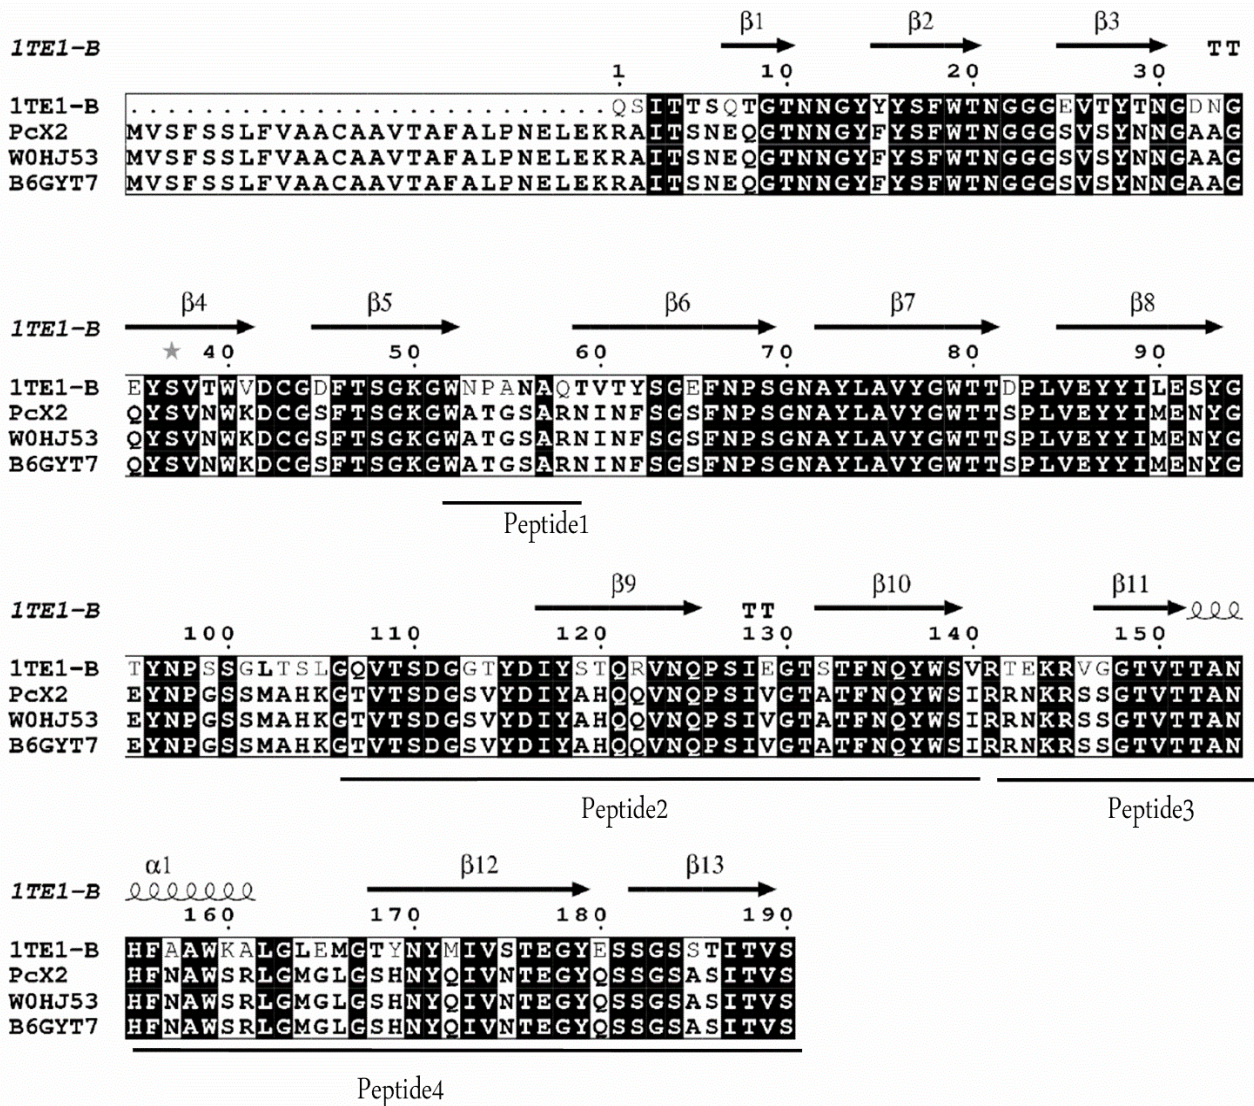 β1 β2 β3
1TE1-B TT
1 10 20 30
1TE1-B ..........................QSITTSQTGTNNGYYYSFWTNGGGEVTYTNGDNG
PcX2 MVSFSSLFVAACAAVTAFALPNELEKRAITSNEQGTNNGYFYSFWTNGGGSVSYNNGAAG
W0HJ53 MVSFSSLFVAACAAVTAFALPNELEKRAITSNEQGTNNGYFYSFWTNGGGSVSYNNGAAG
B6GYT7 MVSFSSLFVAACAAVTAFALPNELEKRAITSNEQGTNNGYFYSFWTNGGGSVSYNNGAAG
β4 β5 β6 β7 β8
1TE1-B
★ 40 50 60 70 80 90
1TE1-B EYSVTWVDCGDFTSGKGWNPANAQTVTYSGEFNPSGNAYLAVYGWTTDPLVEYYILESYG
PcX2 QYSVNWKDCGSFTSGKGWATGSARNINFSGSFNPSGNAYLAVYGWTTSPLVEYYIMENYG
W0HJ53 QYSVNWKDCGSFTSGKGWATGSARNINFSGSFNPSGNAYLAVYGWTTSPLVEYYIMENYG
B6GYT7 QYSVNWKDCGSFTSGKGWATGSARNINFSGSFNPSGNAYLAVYGWTTSPLVEYYIMENYG
Peptide1
β9 β10 β11
1TE1-B TT
100 110 120 130 140 150
1TE1-B TYNPSSGLTSLGQVTSDGGTYDIYSTQRVNQPSIEGTSTFNQYWSVRTEKRVGGTVTTAN
PcX2 EYNPGSSMAHKGTVTSDGSVYDIYAHQQVNQPSIVGTATFNQYWSIRRNKRSSGTVTTAN
W0HJ53 EYNPGSSMAHKGTVTSDGSVYDIYAHQQVNQPSIVGTATFNQYWSIRRNKRSSGTVTTAN
B6GYT7 EYNPGSSMAHKGTVTSDGSVYDIYAHQQVNQPSIVGTATFNQYWSIRRNKRSSGTVTTAN
Peptide2 Peptide3
α1 β12 β13
1TE1-B
160 170 180 190
1TE1-B HFAAWKALGLEMGTYNYMIVSTEGYESSGSSTITVS
PcX2 HFNAWSRLGMGLGSHNYQIVNTEGYQSSGSASITVS
W0HJ53 HFNAWSRLGMGLGSHNYQIVNTEGYQSSGSASITVS
B6GYT7 HFNAWSRLGMGLGSHNYQIVNTEGYQSSGSASITVS
Peptide4